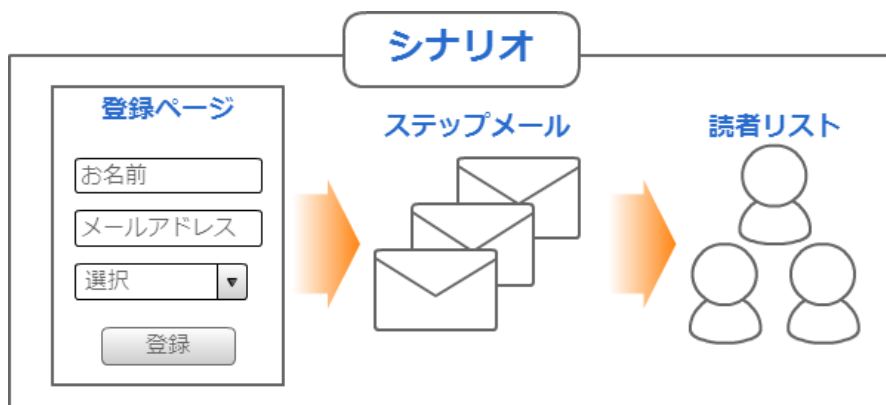 シナリオ
登録ページ
お名前
メールアドレス
選択
登録
ステップメール
読者リスト